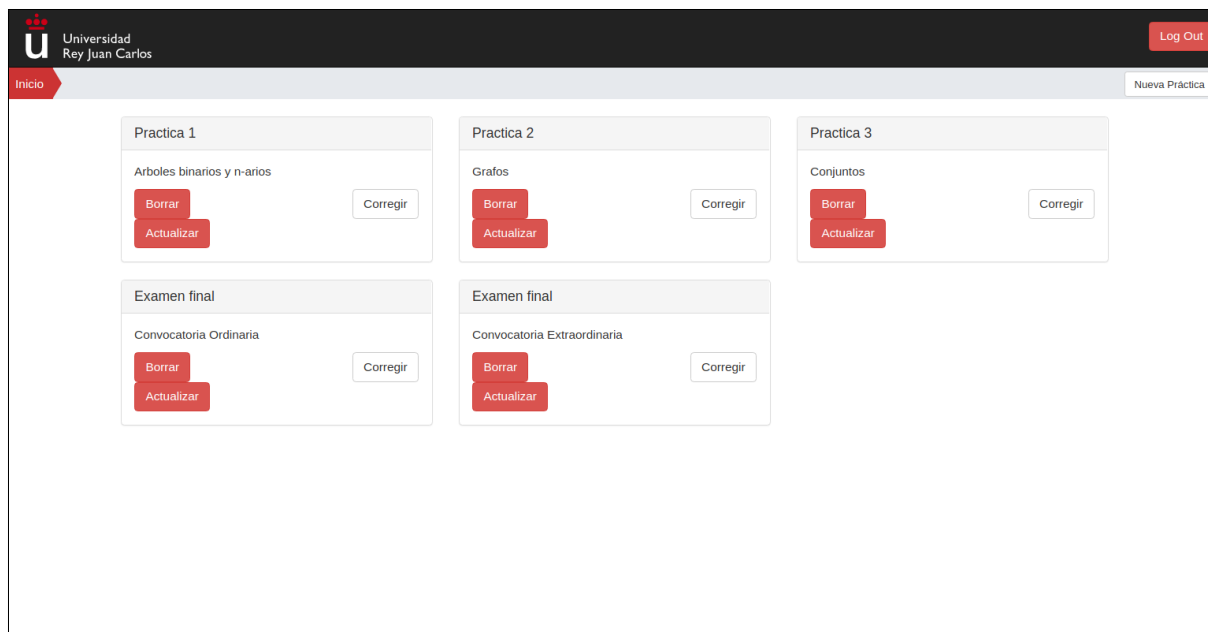 Universidad
Rey Juan Carlos
Log Out
Inicio
Nueva Práctica
Practica 1
Arboles binarios y n-arios
Borrar
Corregir
Actualizar
Practica 2
Grafos
Borrar
Corregir
Actualizar
Practica 3
Conjuntos
Borrar
Corregir
Actualizar
Examen final
Convocatoria Ordinaria
Borrar
Corregir
Actualizar
Examen final
Convocatoria Extraordinaria
Borrar
Corregir
Actualizar